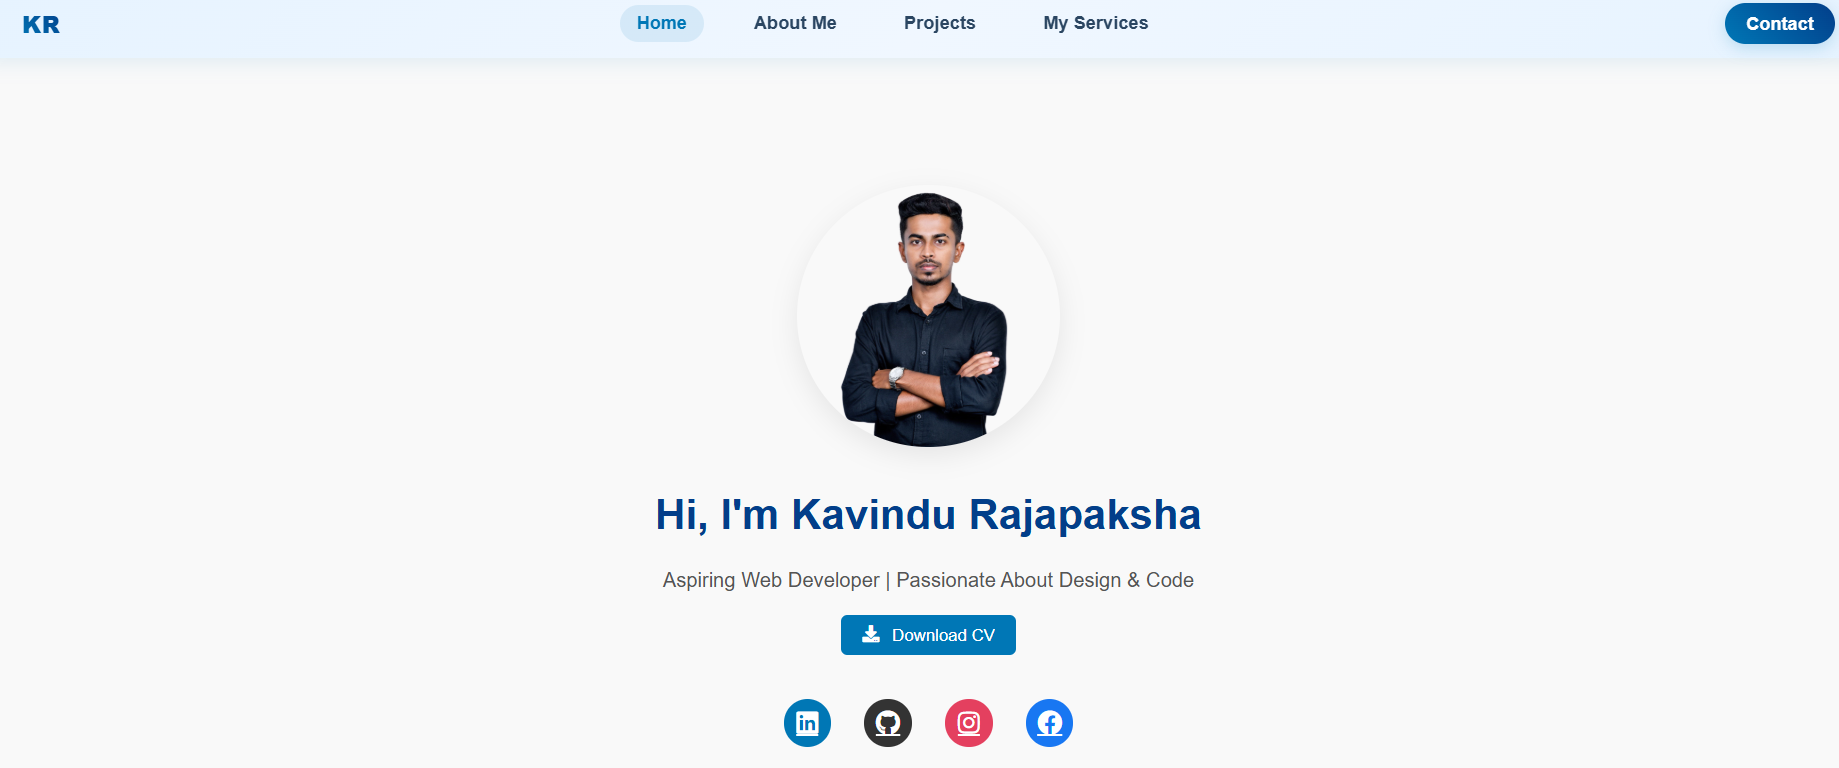 KR
Home
About Me
Projects
My Services
Contact
Hi, I'm Kavindu Rajapaksha
Aspiring Web Developer | Passionate About Design & Code
Download CV
in